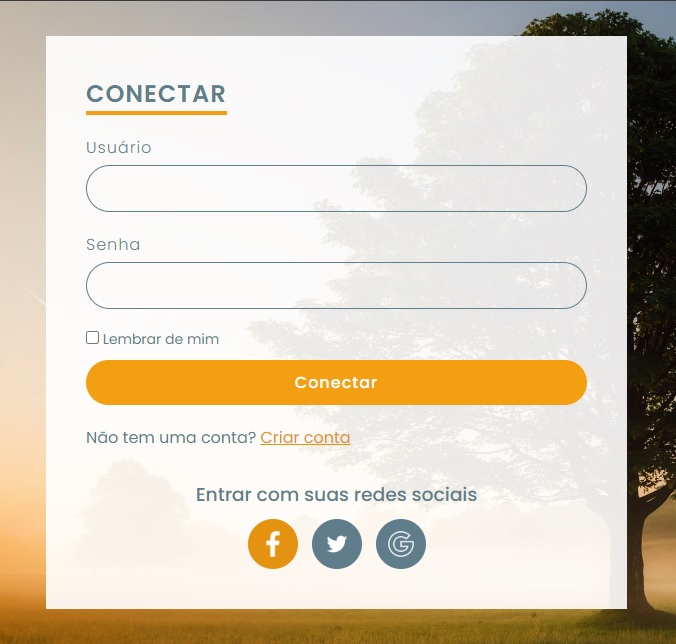 CONECTAR
Usuário
Senha
Lembrar de mim
Conectar
Não tem uma conta? Criar conta
Entrar com suas redes sociais